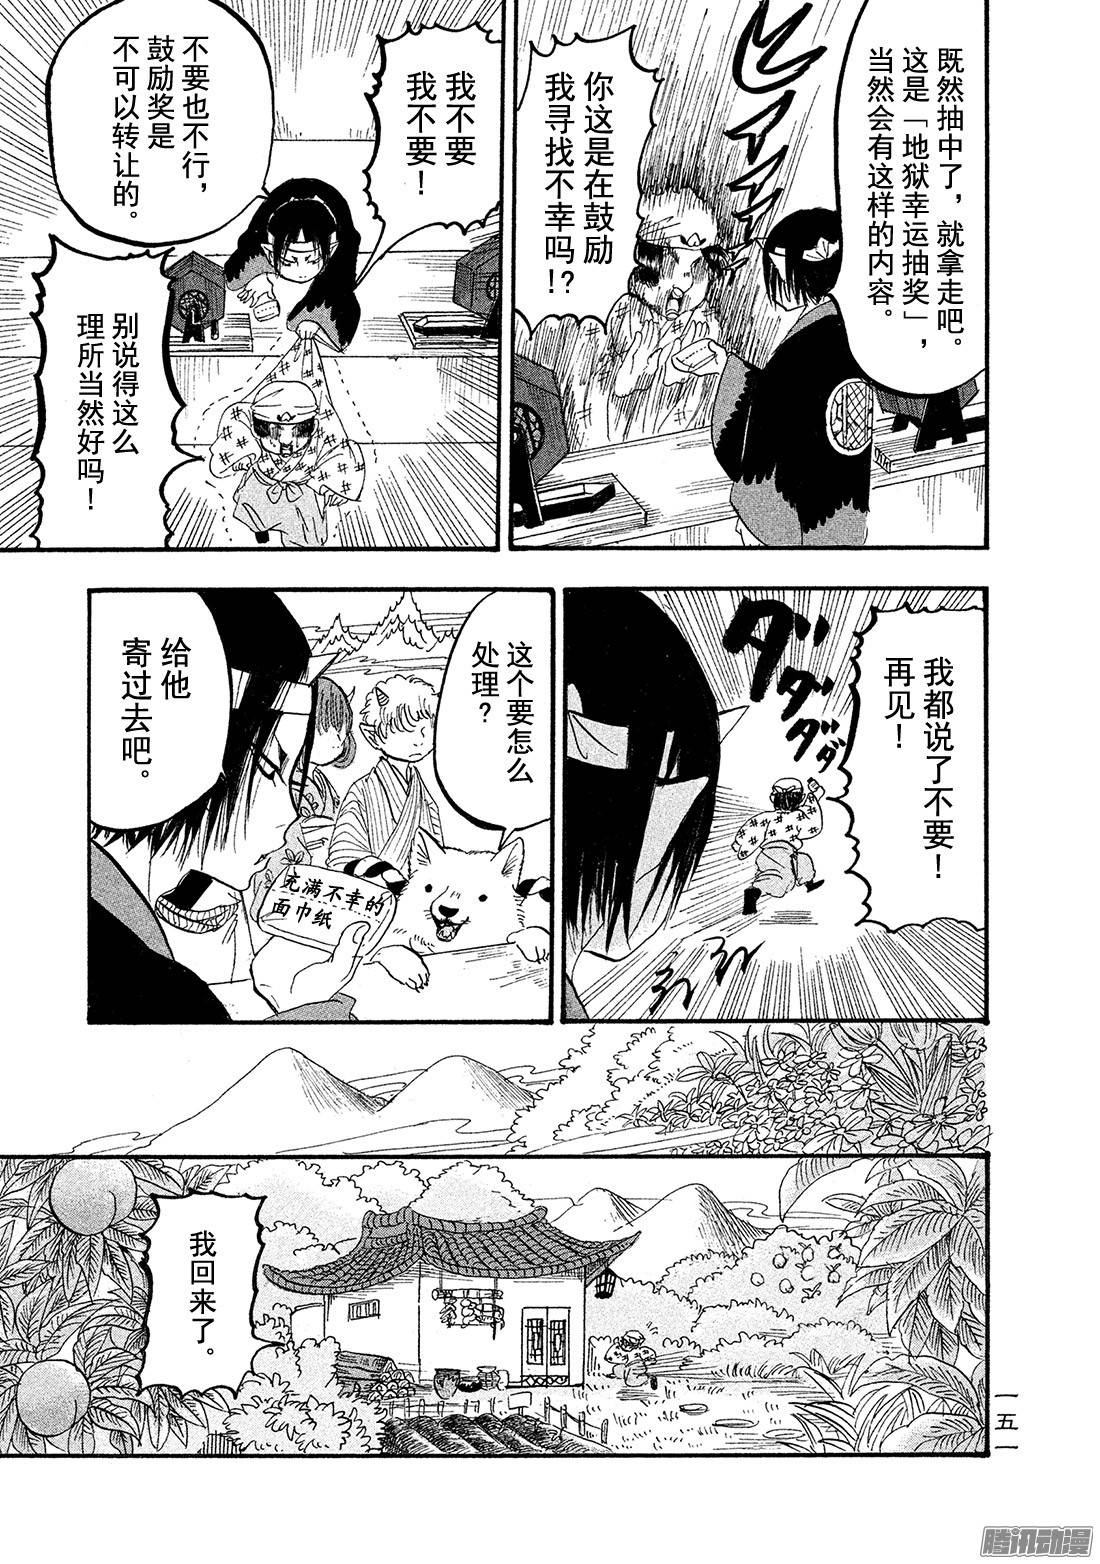 既然抽中了，就拿走吧。
这是「地狱幸运抽奖」，
当然会有这样的内容。
你这是在鼓励
我寻找不幸吗！？
我不要
我不要！
不要也不行，
鼓励奖是
不可以转让的。
别说得这么
理所当然好吗！
我都说了不要！
再见！
ダッ
ダダダ
这个要怎么
处理？
充满不幸的
面巾纸
给他
寄过去吧。
我回来了。
一五一
腾讯动漫